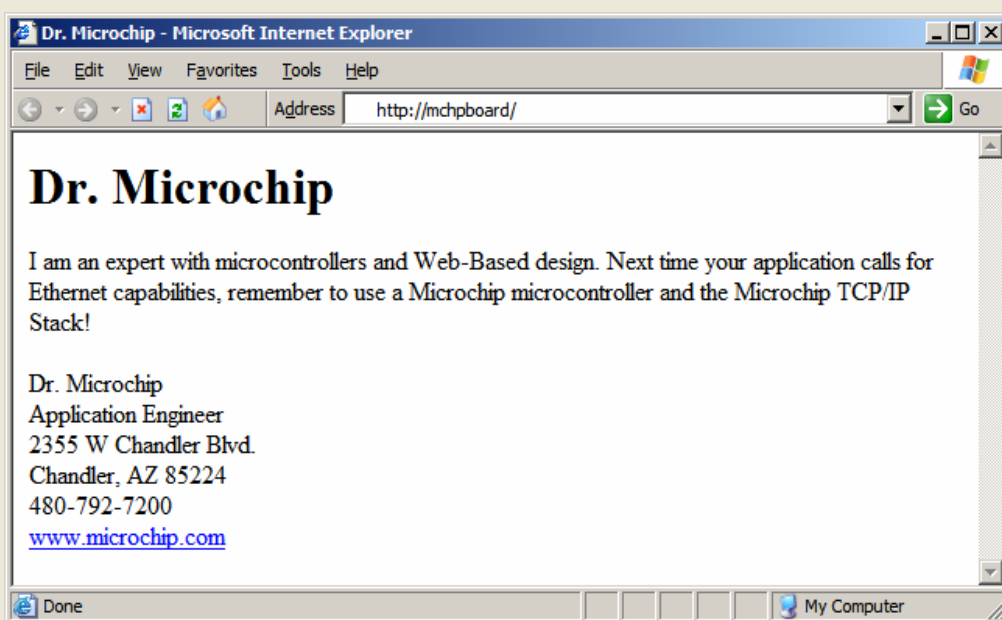 Dr. Microchip - Microsoft Internet Explorer
File Edit View Favorites Tools Help
Address http://mchpboard/ Go
Dr. Microchip
I am an expert with microcontrollers and Web-Based design. Next time your application calls for
Ethernet capabilities, remember to use a Microchip microcontroller and the Microchip TCP/IP
Stack!
Dr. Microchip
Application Engineer
2355 W Chandler Blvd.
Chandler, AZ 85224
480-792-7200
www.microchip.com
Done My Computer